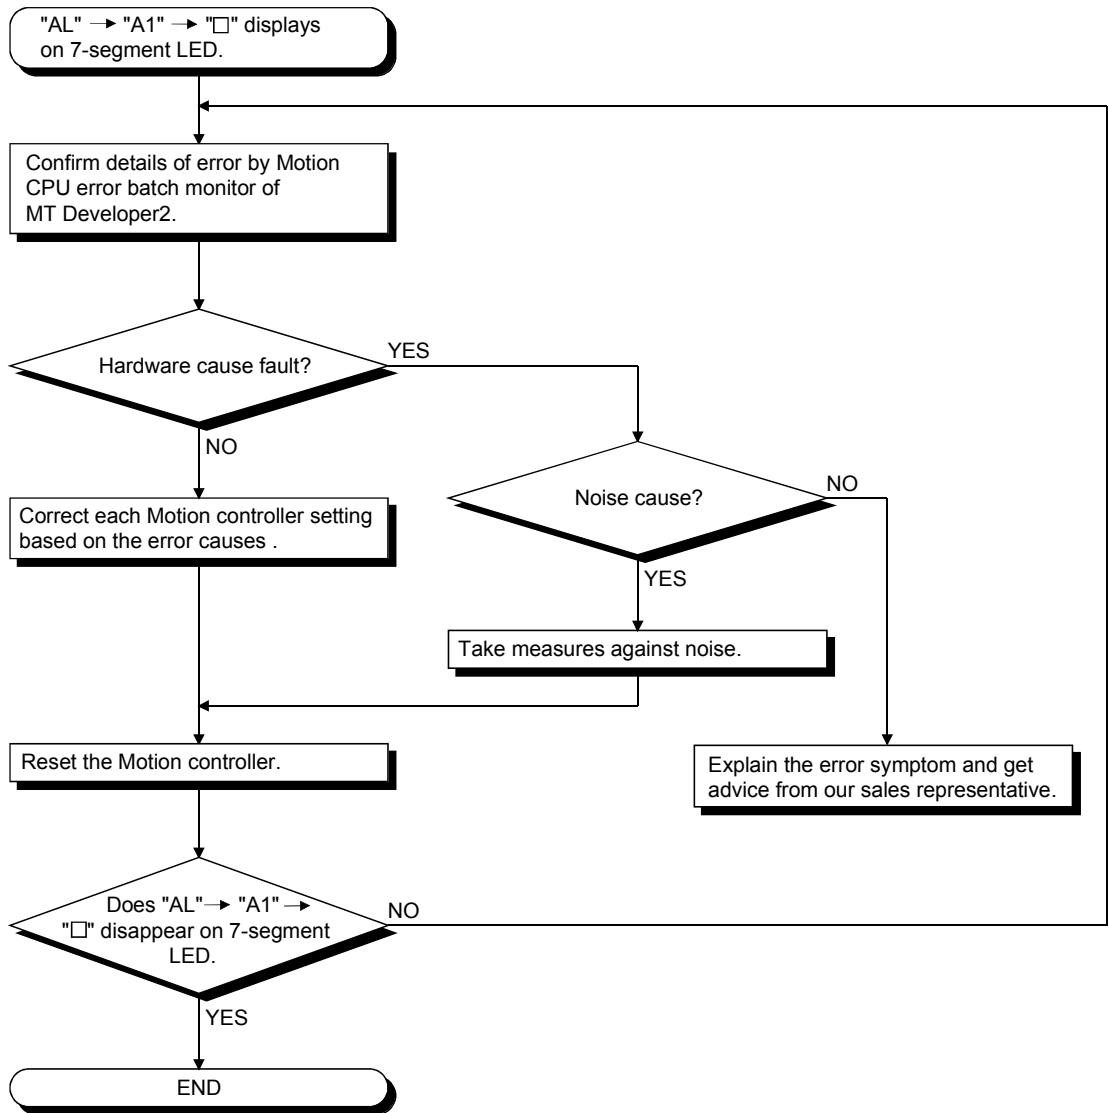 "AL" → "A1" → "□" displays
on 7-segment LED.
Confirm details of error by Motion
CPU error batch monitor of
MT Developer2.
Hardware cause fault?
YES
NO
Noise cause?
NO
YES
Correct each Motion controller setting
based on the error causes .
Take measures against noise.
Reset the Motion controller.
Explain the error symptom and get
advice from our sales representative.
Does "AL"→ "A1" →
"□" disappear on 7-segment
LED.
NO
YES
END